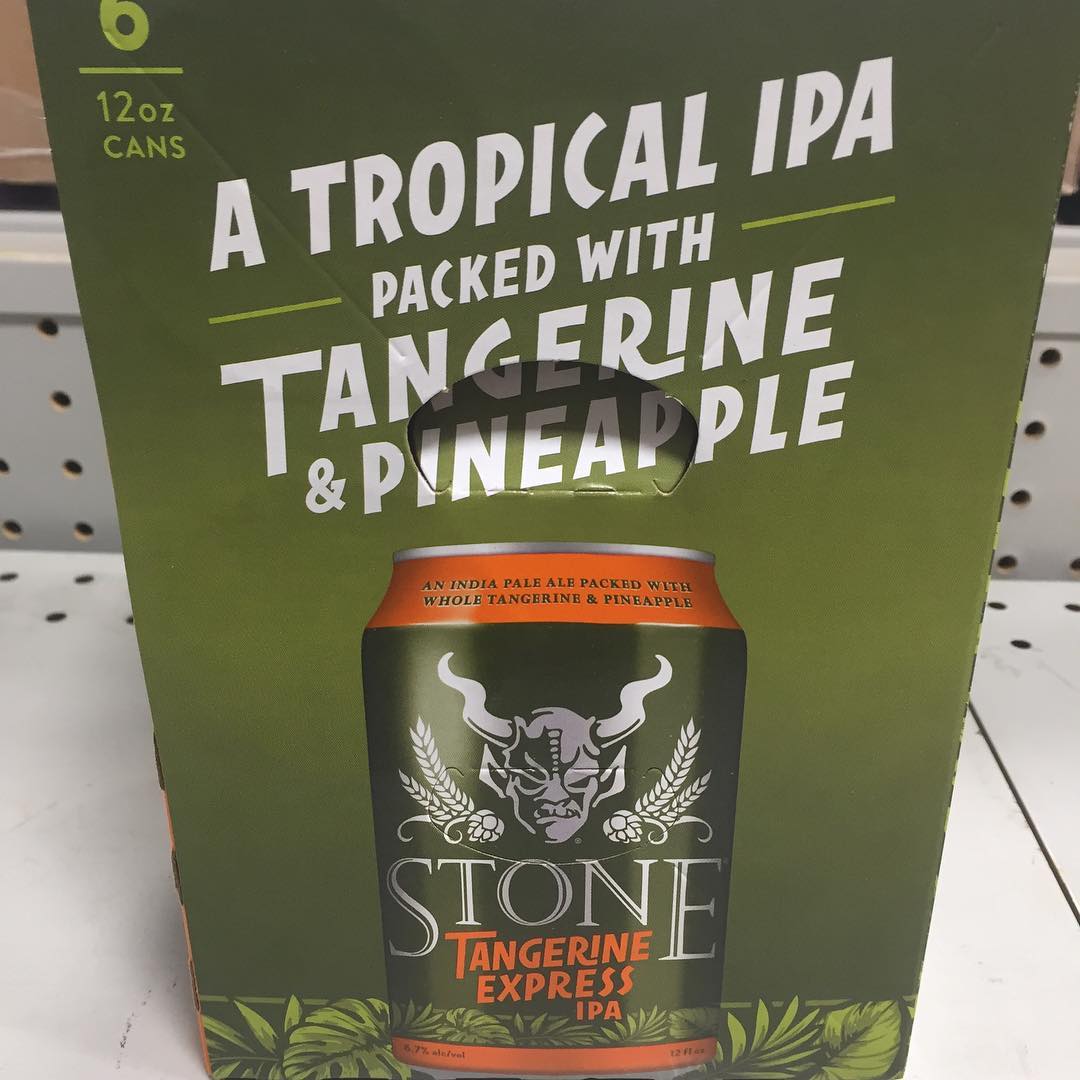 6
12oz
CANS
A TROPICAL IPA
PACKED WITH
TANGERINE
& PINEAPPLE
AN INDIA PALE ALE PACKED WITH
WHOLE TANGERINE & PINEAPPLE
STONE
TANGERINE
EXPRESS
IPA
6.7% alc/vol
12 fl oz